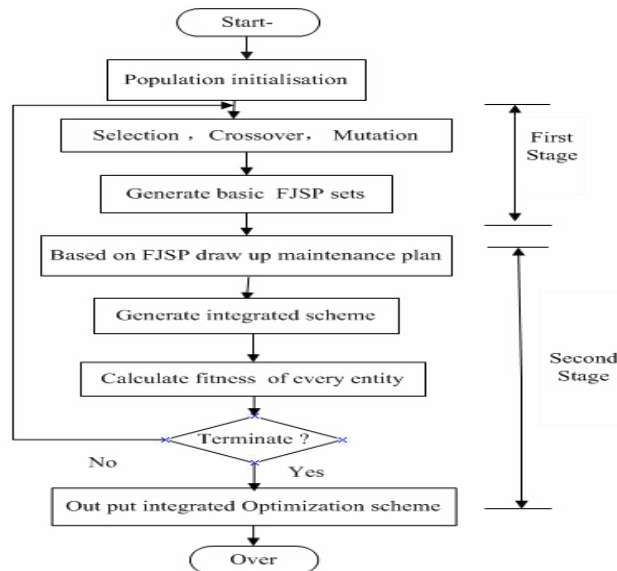 Start-
Population initialisation
Selection , Crossover, Mutation
First
Stage
Generate basic FJSP sets
Based on FJSP draw up maintenance plan
Generate integrated scheme
Second
Stage
Calculate fitness of every entity
Terminate ?
No
Yes
Out put integrated Optimization scheme
Over